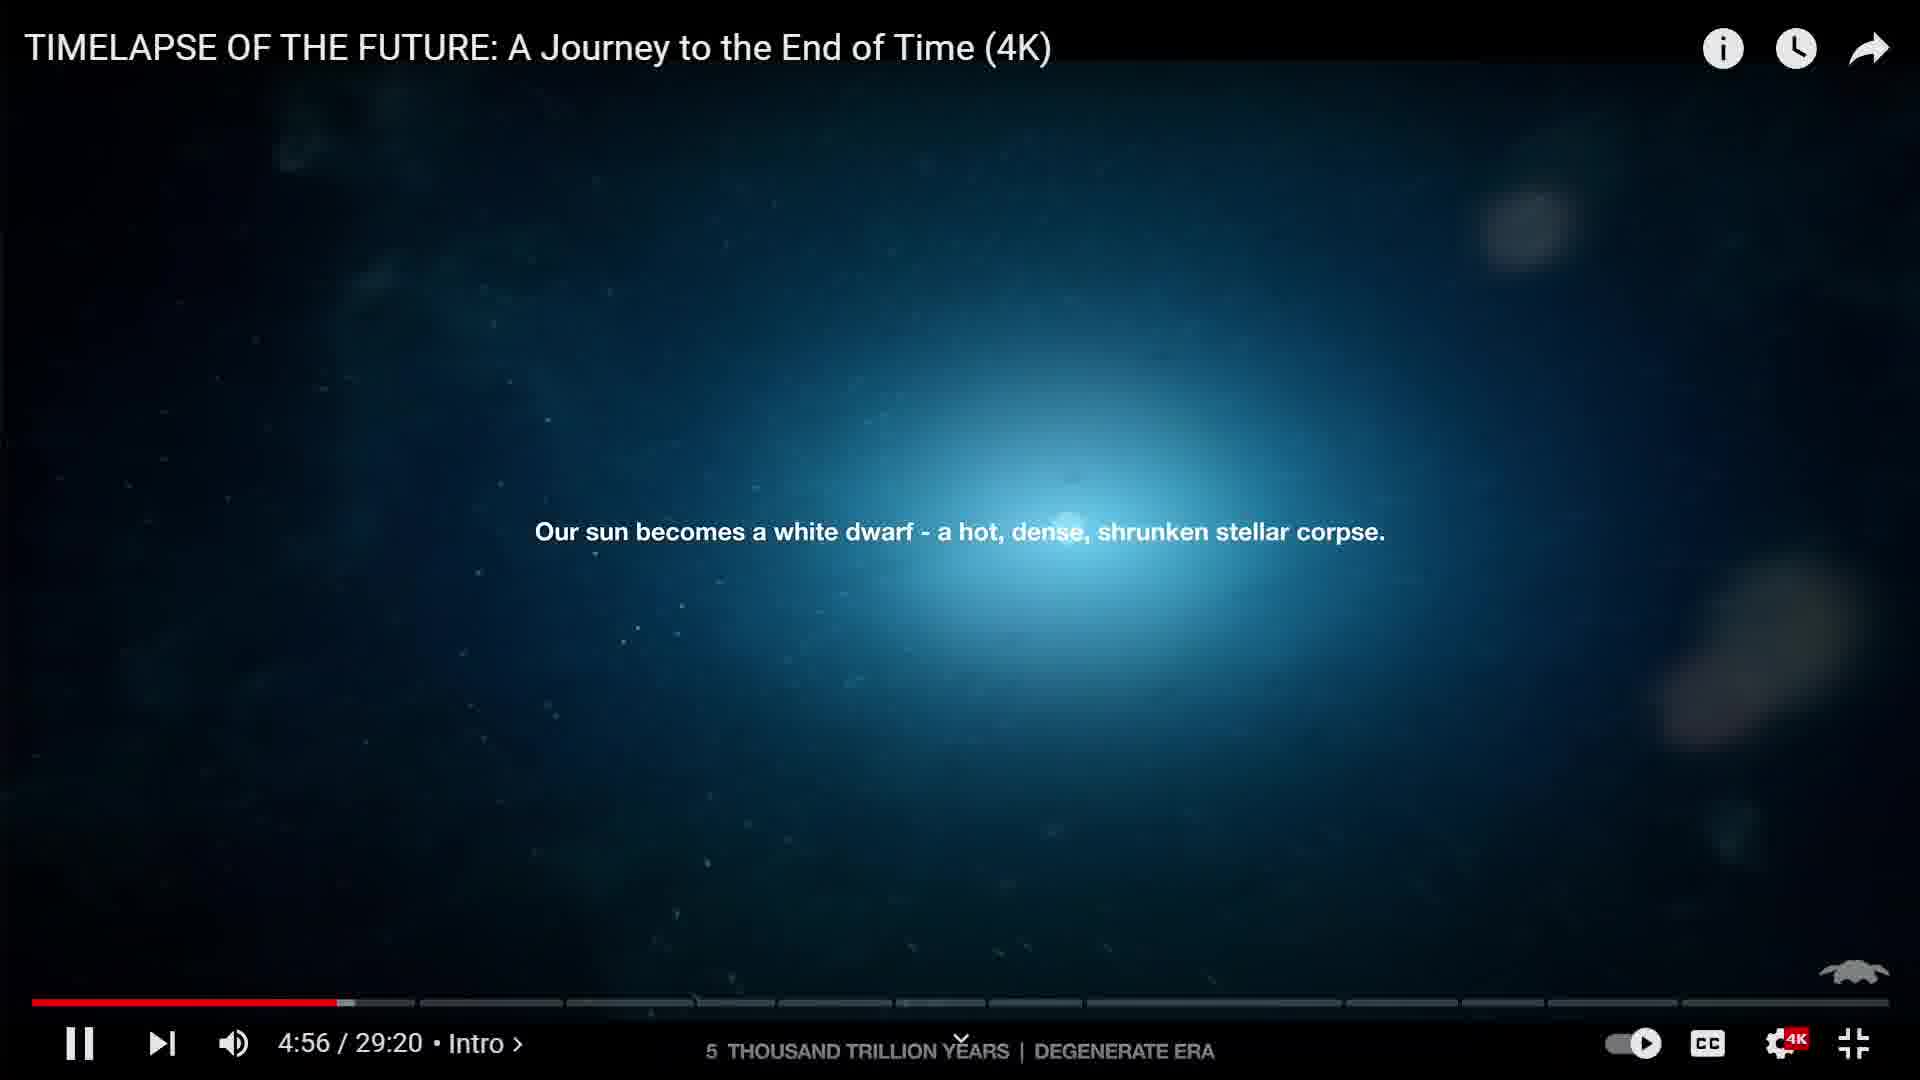 TIMELAPSE OF THE FUTURE: A Journey to the End of Time (4K)
Our sun becomes a white dwarf - a hot, dense, shrunken stellar corpse.
4:56 / 29:20 • Intro
CC
4K
5 THOUSAND TRILLION YEARS | DEGENERATE ERA